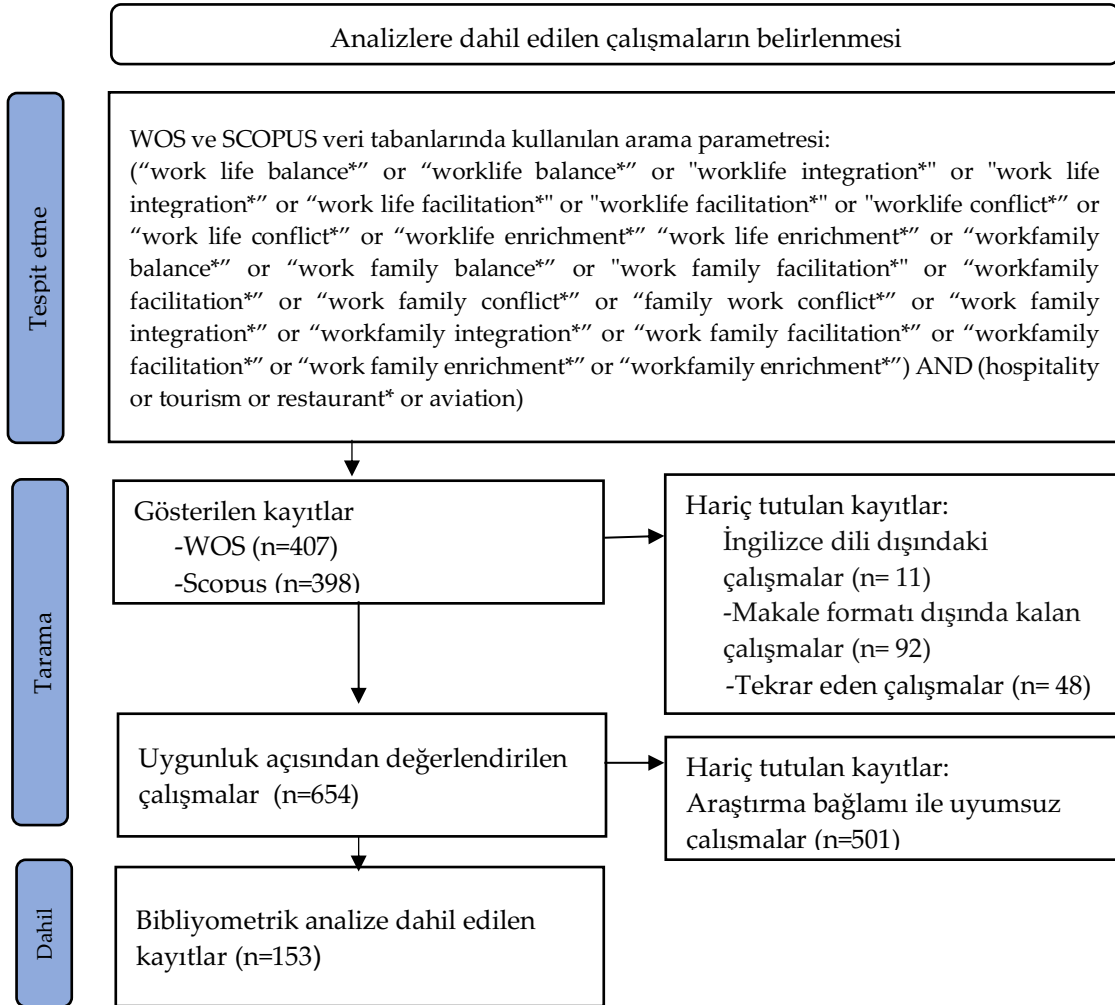 Analizlere dahil edilen çalışmaların belirlenmesi
Tespit etme
WOS ve SCOPUS veri tabanlarında kullanılan arama parametresi:
(“work life balance*” or “worklife balance*” or "worklife integration*" or "work life
integration*” or “work life facilitation*" or "worklife facilitation*" or "worklife conflict*” or
“work life conflict*” or “worklife enrichment*” “work life enrichment*” or “workfamily
balance*” or “work family balance*” or "work family facilitation*" or “workfamily
facilitation*” or “work family conflict*” or “family work conflict*” or “work family
integration*” or “workfamily integration*” or “work family facilitation*” or “workfamily
facilitation*” or “work family enrichment*” or “workfamily enrichment*”) AND (hospitality
or tourism or restaurant* or aviation)
Tarama
Gösterilen kayıtlar
-WOS (n=407)
-Scopus (n=398)
Hariç tutulan kayıtlar:
İngilizce dili dışındaki
çalışmalar (n= 11)
-Makale formatı dışında kalan
çalışmalar (n= 92)
-Tekrar eden çalışmalar (n= 48)
Uygunluk açısından değerlendirilen
çalışmalar (n=654)
Hariç tutulan kayıtlar:
Araştırma bağlamı ile uyumsuz
çalışmalar (n=501)
Dahil
Bibliyometrik analize dahil edilen
kayıtlar (n=153)